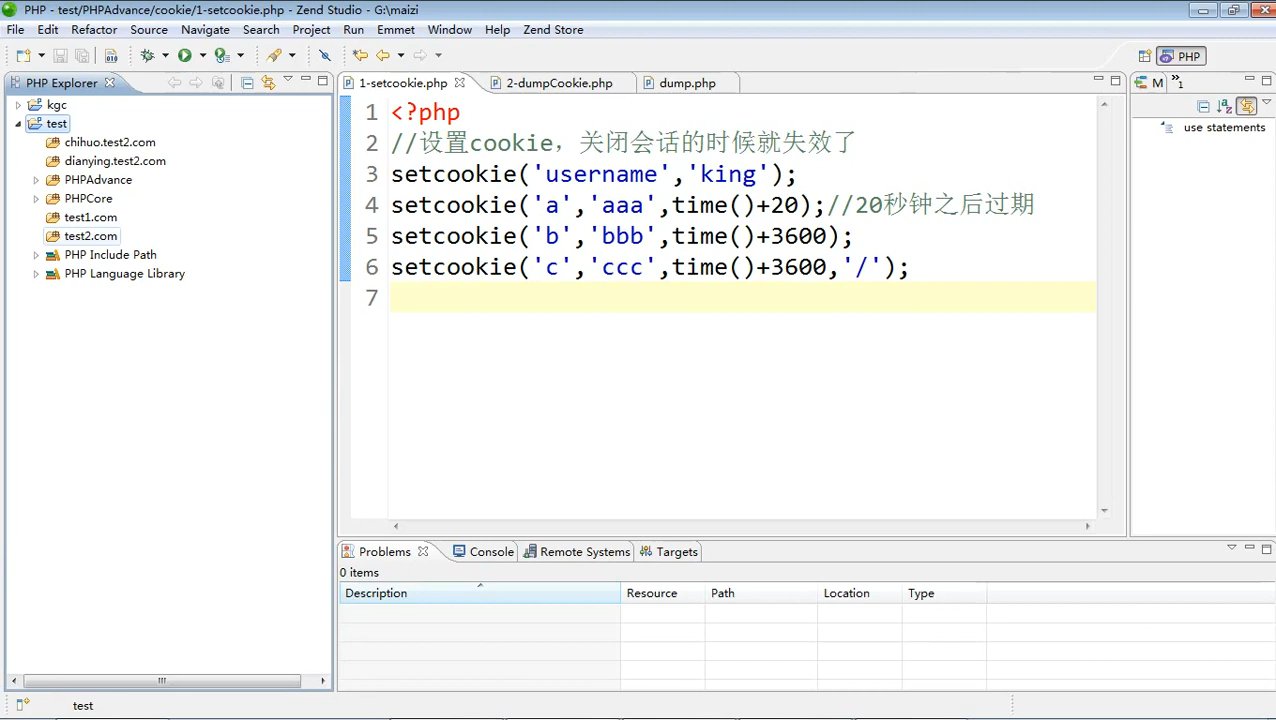 PHP - test/PHPAdvance/cookie/1-setcookie.php - Zend Studio - G:\maizi
File Edit Refactor Source Navigate Search Project Run Emmet Window Help Zend Store
PHP
PHP Explorer
kgc
test
chihuo.test2.com
dianying.test2.com
PHPAdvance
PHPCore
test1.com
test2.com
PHP Include Path
PHP Language Library
1-setcookie.php 2-dumpCookie.php dump.php
1 <?php
2 //设置cookie，关闭会话的时候就失效了
3 setcookie('username','king');
4 setcookie('a','aaa',time()+20);//20秒钟之后过期
5 setcookie('b','bbb',time()+3600);
6 setcookie('c','ccc',time()+3600,'/');
7
M »1
use statements
Problems Console Remote Systems Targets
0 items
Description Resource Path Location Type
test